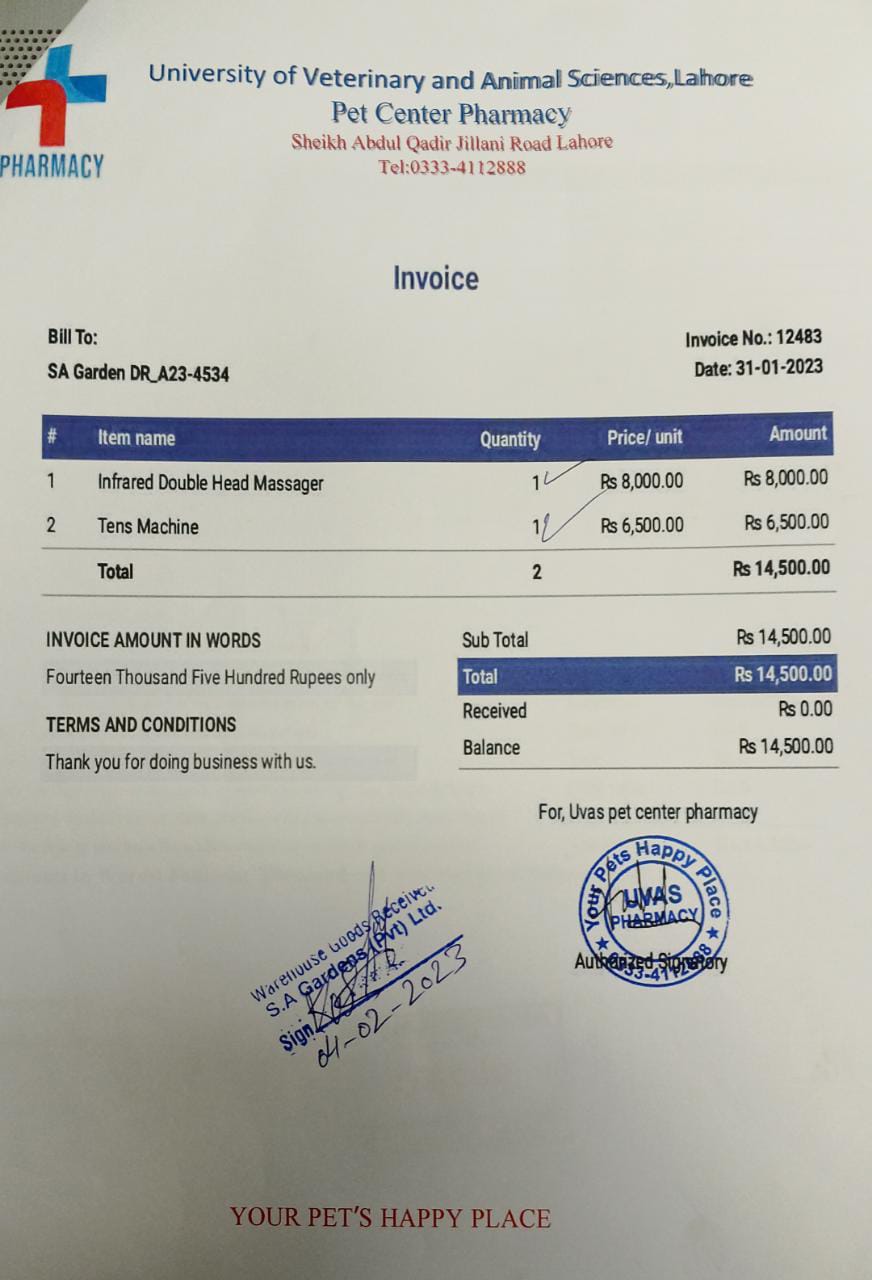 University of Veterinary and Animal Sciences,Lahore
Pet Center Pharmacy
Sheikh Abdul Qadir Jillani Road Lahore
Tel:0333-4112888
PHARMACY
Invoice
Bill To:
SA Garden DR_A23-4534
Invoice No.: 12483
Date: 31-01-2023
# Item name Quantity Price/ unit Amount
1 Infrared Double Head Massager 1 Rs 8,000.00 Rs 8,000.00
2 Tens Machine 1 Rs 6,500.00 Rs 6,500.00
Total 2 Rs 14,500.00
INVOICE AMOUNT IN WORDS
Fourteen Thousand Five Hundred Rupees only
TERMS AND CONDITIONS
Thank you for doing business with us.
Sub Total Rs 14,500.00
Total Rs 14,500.00
Received Rs 0.00
Balance Rs 14,500.00
For, Uvas pet center pharmacy
Your Pets Happy Place
UVAS
PHARMACY
0333-4112888
Authorized Signatory
Warehouse Goods Received
S.A Gardens (Pvt) Ltd.
Sign
04-02-2023
YOUR PET'S HAPPY PLACE